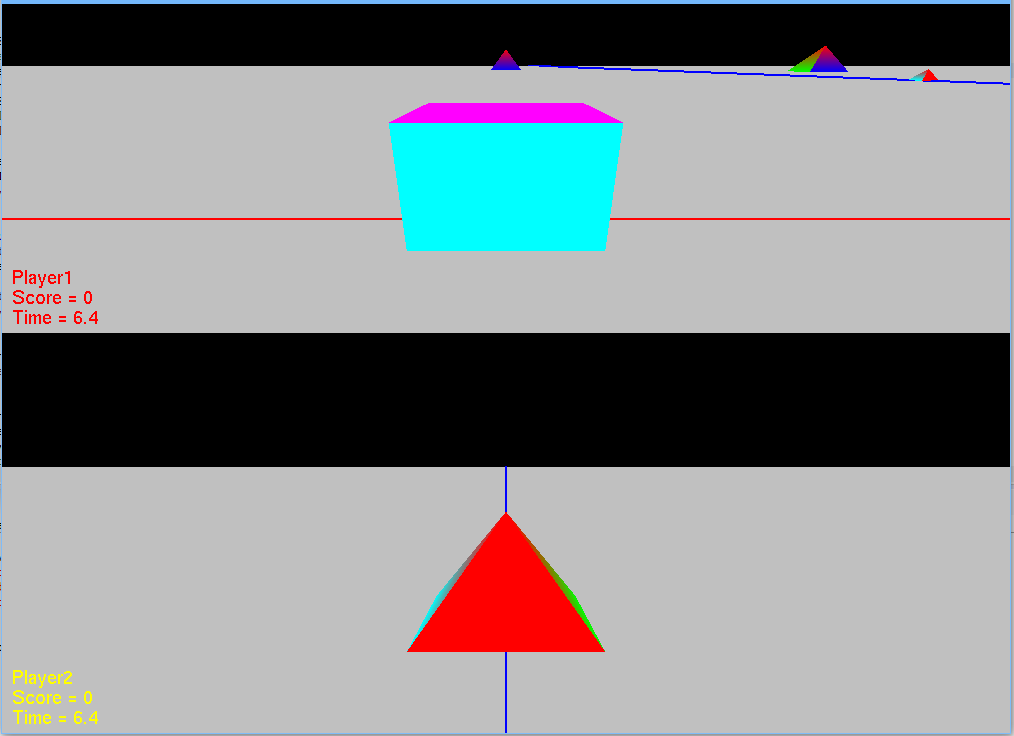 Player1
Score = 0
Time = 6.4
Player2
Score = 0
Time = 6.4